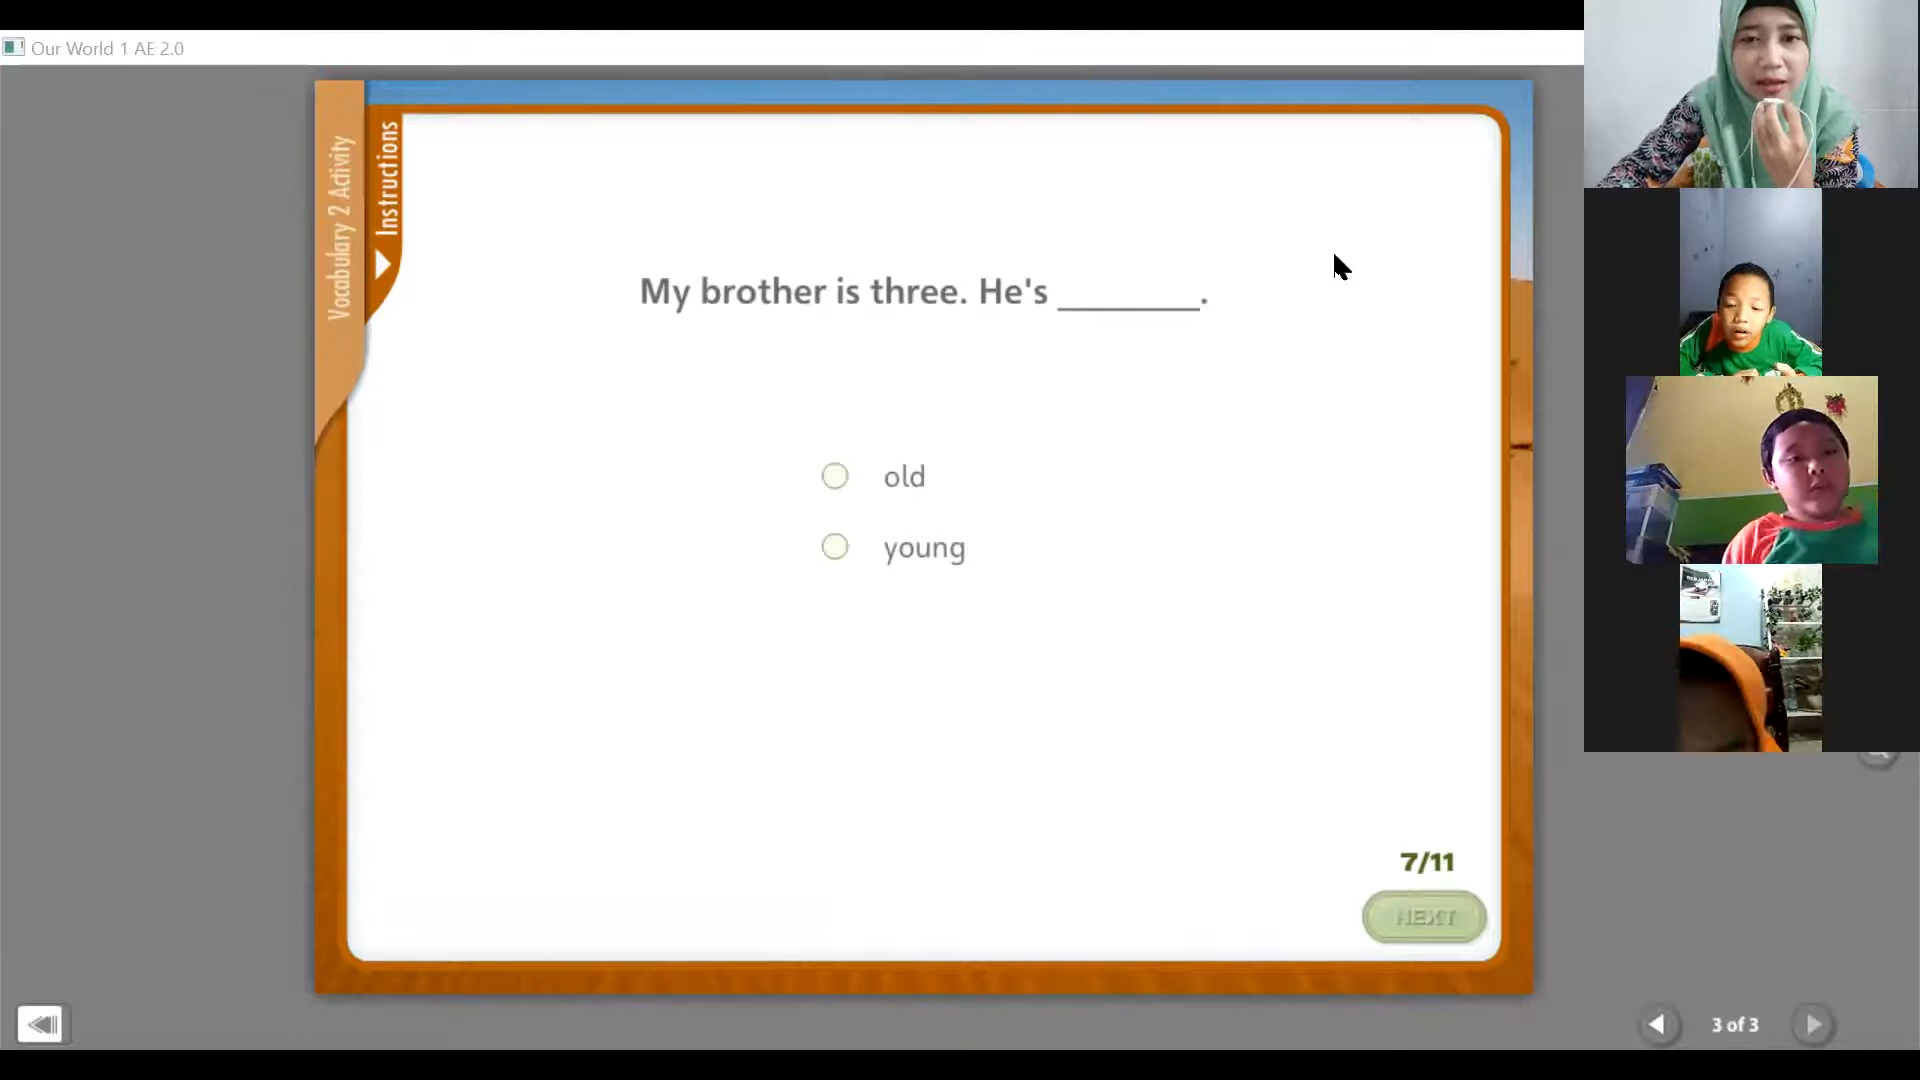 Our World 1 AE 2.0
Vocabulary 2 Activity
Instructions
My brother is three. He's ________.
old
young
7/11
NEXT
3 of 3